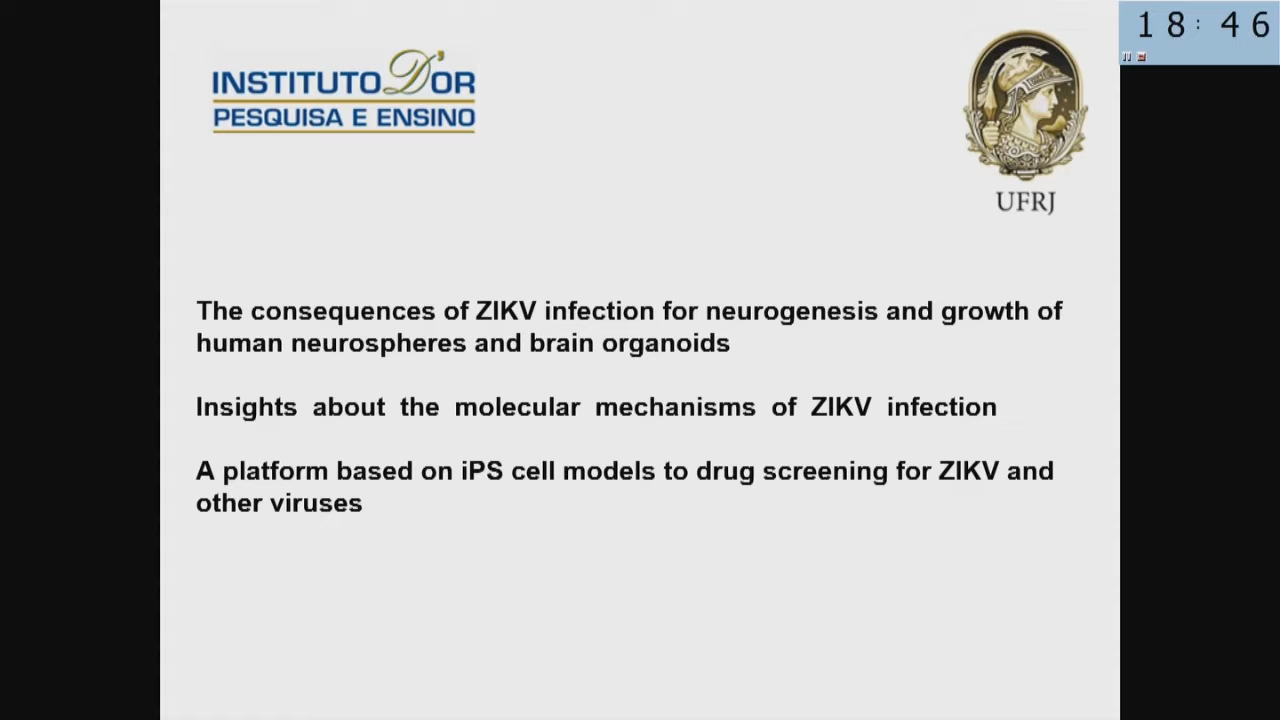 18:46
INSTITUTO D'OR
PESQUISA E ENSINO
UFRJ
The consequences of ZIKV infection for neurogenesis and growth of
human neurospheres and brain organoids
Insights about the molecular mechanisms of ZIKV infection
A platform based on iPS cell models to drug screening for ZIKV and
other viruses